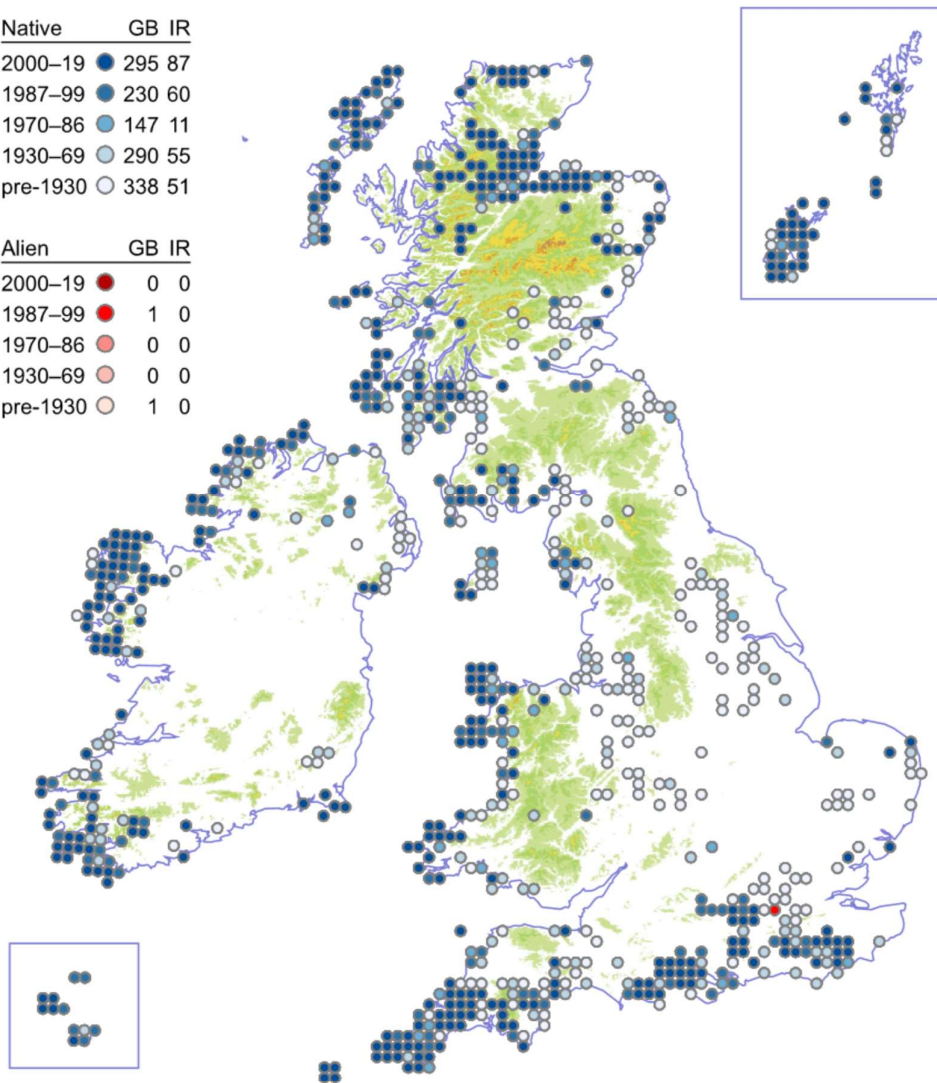 Native GB IR
2000–19 295 87
1987–99 230 60
1970–86 147 11
1930–69 290 55
pre-1930 338 51
Alien GB IR
2000–19 0 0
1987–99 1 0
1970–86 0 0
1930–69 0 0
pre-1930 1 0